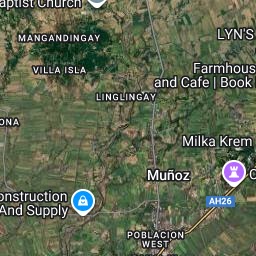 aptist Church
MANGANDINGAY
LYN'S
VILLA ISLA
Farmhous
and Cafe | Book
LINGLINGAY
ONA
Milka Krem
Muñoz
C
onstruction
And Supply
AH26
POBLACION
WEST